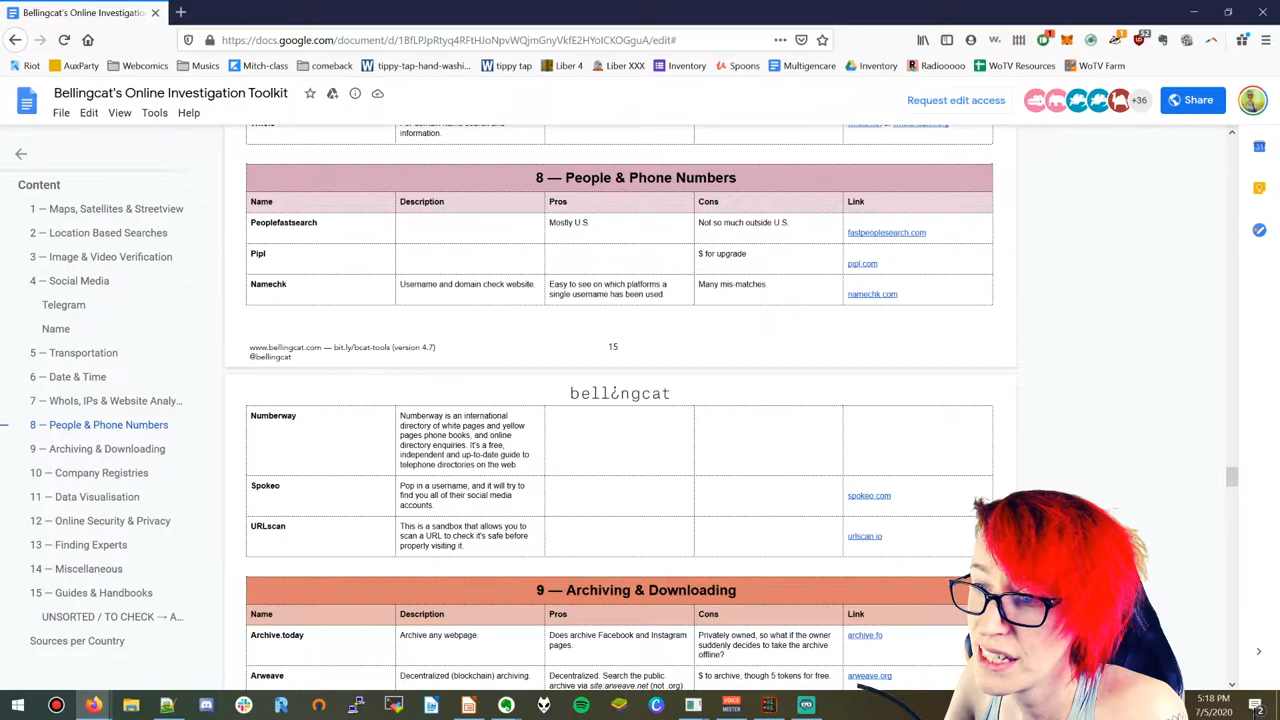 Bellingcat's Online Investigation
https://docs.google.com/document/d/1BfLPJpRtyq4RFtHJoNpvWQjmGnyVkfE2HYoICKOGguA/edit#
Riot
AuxParty
Webcomics
Musics
Mitch-class
comeback
tippy-tap-hand-washi...
tippy tap
Liber 4
Liber XXX
Inventory
Spoons
Multigencare
Inventory
Radiooooo
WoTV Resources
WoTV Farm
Bellingcat's Online Investigation Toolkit
File Edit View Tools Help
Request edit access
+36
Share
Content
1 — Maps, Satellites & Streetview
2 — Location Based Searches
3 — Image & Video Verification
4 — Social Media
Telegram
Name
5 — Transportation
6 — Date & Time
7 — WhoIs, IPs & Website Analy...
8 — People & Phone Numbers
9 — Archiving & Downloading
10 — Company Registries
11 — Data Visualisation
12 — Online Security & Privacy
13 — Finding Experts
14 — Miscellaneous
15 — Guides & Handbooks
UNSORTED / TO CHECK → A...
Sources per Country
information.
8 — People & Phone Numbers
Name Description Pros Cons Link
Peoplefastsearch
Mostly U.S
Not so much outside U.S.
fastpeoplesearch.com
Pipl
$ for upgrade
pipl.com
Namechk
Username and domain check website.
Easy to see on which platforms a
single username has been used.
Many mis-matches.
namechk.com
www.bellingcat.com — bit.ly/bcat-tools (version 4.7)
@bellingcat
15
bell¿ngcat
Numberway
Numberway is an international
directory of white pages and yellow
pages phone books, and online
directory enquiries. It's a free,
independent and up-to-date guide to
telephone directories on the web
Spokeo
Pop in a username, and it will try to
find you all of their social media
accounts.
spokeo.com
URLscan
This is a sandbox that allows you to
scan a URL to check it's safe before
properly visiting it.
urlscan.io
9 — Archiving & Downloading
Name Description Pros Cons Link
Archive.today
Archive any webpage.
Does archive Facebook and Instagram
pages.
Privately owned, so what if the owner
suddenly decides to take the archive
offline?
archive.fo
Arweave
Decentralized (blockchain) archiving.
Decentralized. Search the public
archive via site:arweave.net (not .org)
$ to archive, though 5 tokens for free.
arweave.org
5:18 PM
7/5/2020